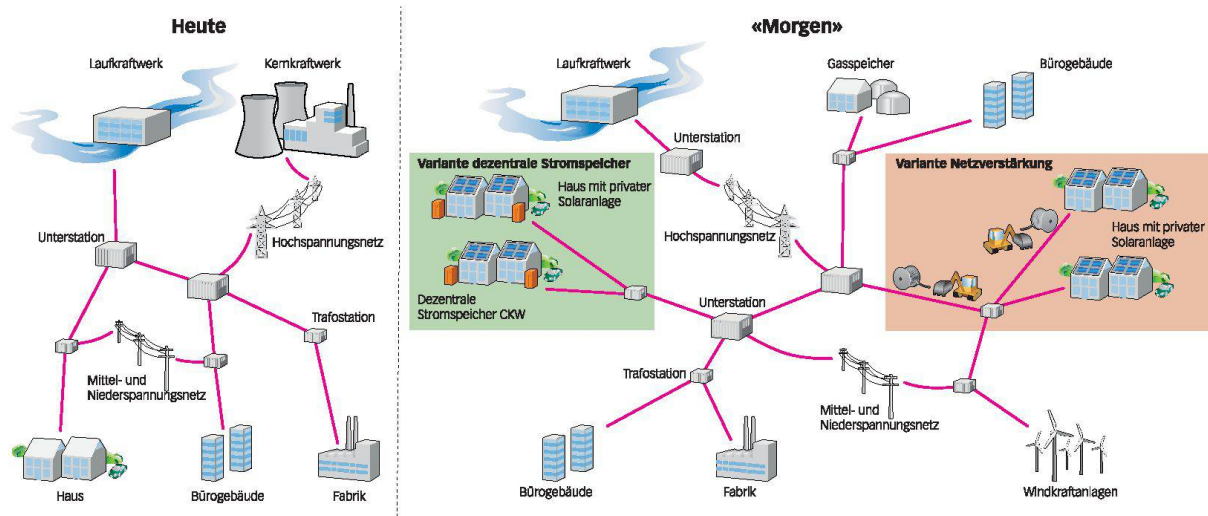 Heute
Laufkraftwerk
Kernkraftwerk
Unterstation
Hochspannungsnetz
Trafostation
Mittel- und
Niederspannungsnetz
Haus
Bürogebäude
Fabrik
«Morgen»
Laufkraftwerk
Gasspeicher
Bürogebäude
Unterstation
Variante dezentrale Stromspeicher
Haus mit privater
Solaranlage
Dezentrale
Stromspeicher CKW
Hochspannungsnetz
Variante Netzverstärkung
Haus mit privater
Solaranlage
Unterstation
Trafostation
Mittel- und
Niederspannungsnetz
Bürogebäude
Fabrik
Windkraftanlagen